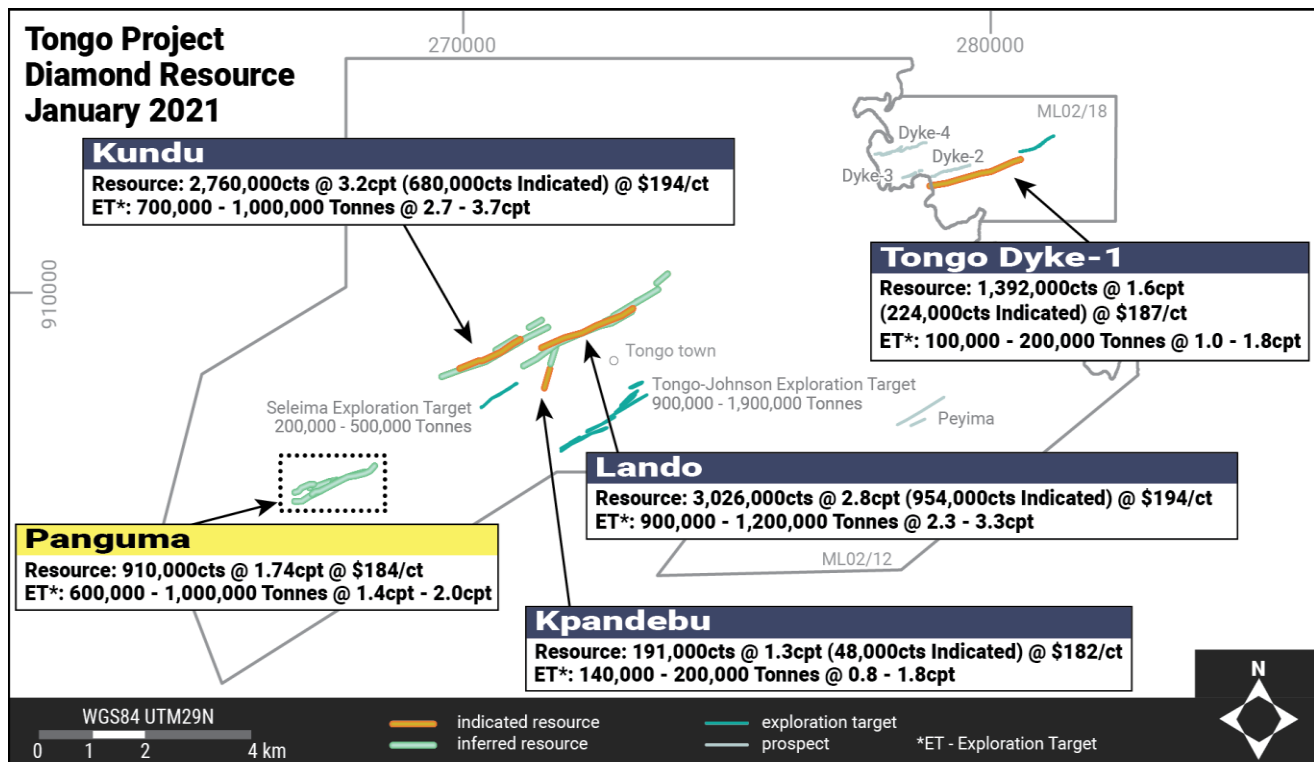 Tongo Project
Diamond Resource
January 2021
270000
280000
910000
ML02/18
Dyke-4
Dyke-2
Dyke-3
Kundu
Resource: 2,760,000cts @ 3.2cpt (680,000cts Indicated) @ $194/ct
ET*: 700,000 - 1,000,000 Tonnes @ 2.7 - 3.7cpt
Tongo Dyke-1
Resource: 1,392,000cts @ 1.6cpt
(224,000cts Indicated) @ $187/ct
ET*: 100,000 - 200,000 Tonnes @ 1.0 - 1.8cpt
Tongo town
Tongo-Johnson Exploration Target
900,000 - 1,900,000 Tonnes
Seleima Exploration Target
200,000 - 500,000 Tonnes
Peyima
Lando
Resource: 3,026,000cts @ 2.8cpt (954,000cts Indicated) @ $194/ct
ET*: 900,000 - 1,200,000 Tonnes @ 2.3 - 3.3cpt
Panguma
Resource: 910,000cts @ 1.74cpt @ $184/ct
ET*: 600,000 - 1,000,000 Tonnes @ 1.4cpt - 2.0cpt
ML02/12
Kpandebu
Resource: 191,000cts @ 1.3cpt (48,000cts Indicated) @ $182/ct
ET*: 140,000 - 200,000 Tonnes @ 0.8 - 1.8cpt
N
WGS84 UTM29N
0 1 2 4 km
indicated resource
inferred resource
exploration target
prospect
*ET - Exploration Target